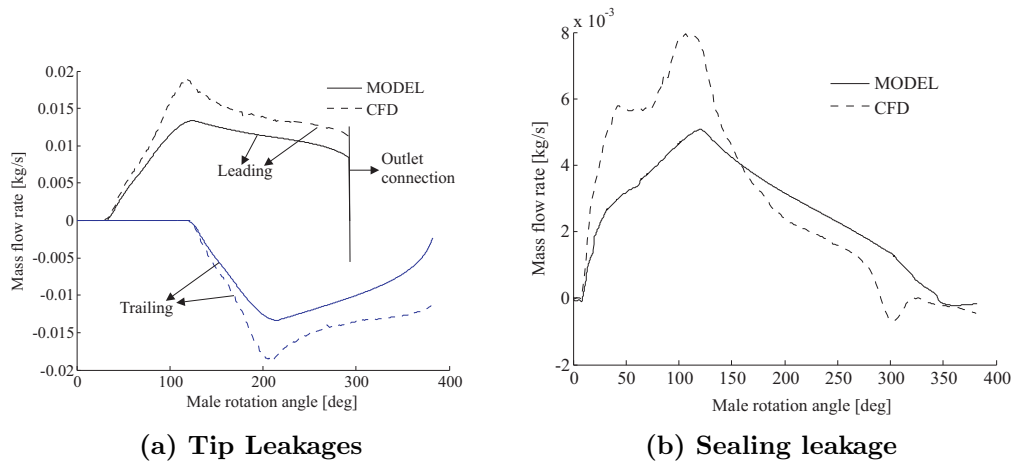 0.02
0.015
0.01
0.005
0
-0.005
-0.01
-0.015
-0.02
Mass flow rate [kg/s]
MODEL
CFD
Leading
Outlet
connection
Trailing
0 100 200 300 400
Male rotation angle [deg]
(a) Tip Leakages
x 10⁻³
8
6
4
2
0
-2
Mass flow rate [kg/s]
MODEL
CFD
0 50 100 150 200 250 300 350 400
Male rotation angle [deg]
(b) Sealing leakage